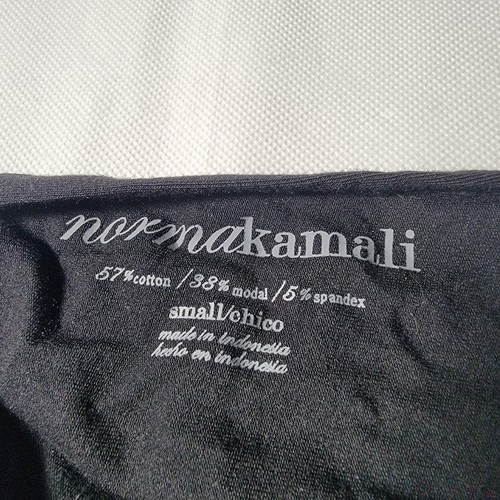 normakamali
57% cotton / 38% modal / 5% spandex
small/chico
made in indonesia
hecho en indonesia